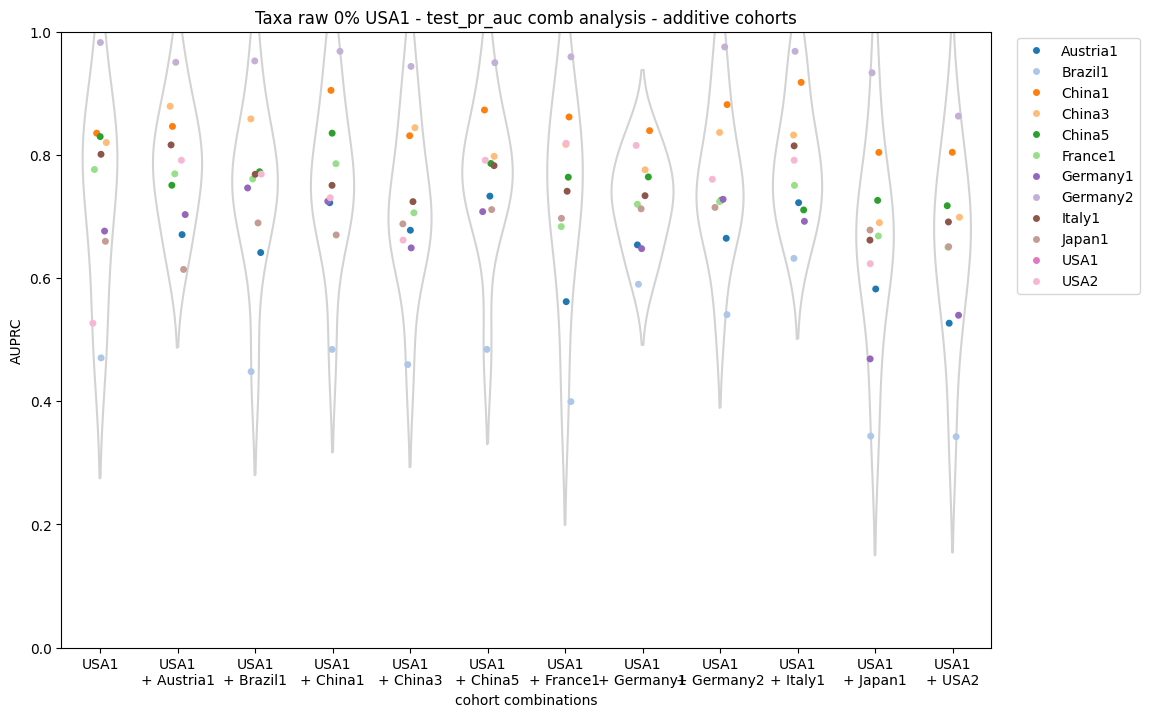 Taxa raw 0% USA1 - test_pr_auc comb analysis - additive cohorts
1.0
0.8
0.6
0.4
0.2
0.0
AUPRC
USA1
USA1
+ Austria1
USA1
+ Brazil1
USA1
+ China1
USA1
+ China3
USA1
+ China5
USA1
+ France1
USA1
+ Germany1
USA1
+ Germany2
USA1
+ Italy1
USA1
+ Japan1
USA1
+ USA2
cohort combinations
Austria1
Brazil1
China1
China3
China5
France1
Germany1
Germany2
Italy1
Japan1
USA1
USA2